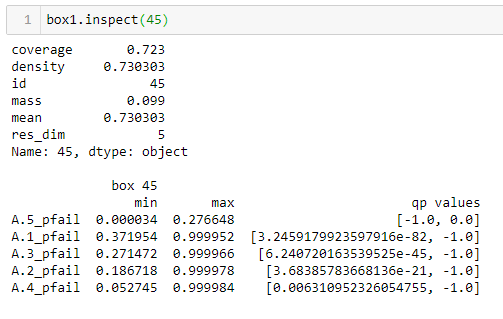 1 box1.inspect(45)
coverage 0.723
density 0.730303
id 45
mass 0.099
mean 0.730303
res_dim 5
Name: 45, dtype: object
box 45
min max qp values
A.5_pfail 0.000034 0.276648 [-1.0, 0.0]
A.1_pfail 0.371954 0.999952 [3.2459179923597916e-82, -1.0]
A.3_pfail 0.271472 0.999966 [6.240720163539525e-45, -1.0]
A.2_pfail 0.186718 0.999978 [3.68385783668136e-21, -1.0]
A.4_pfail 0.052745 0.999984 [0.006310952326054755, -1.0]